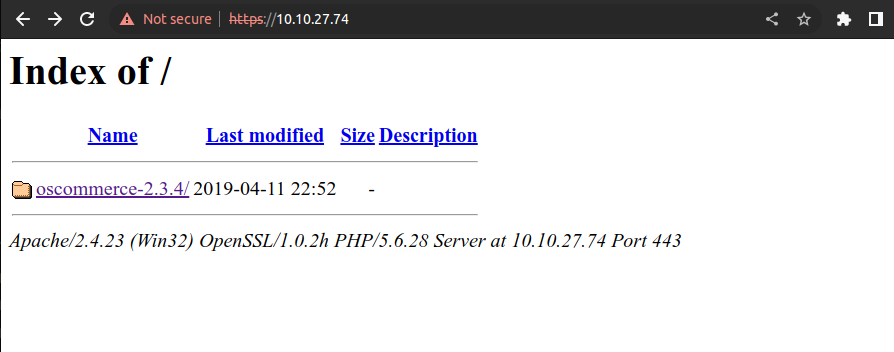 Not secure | https://10.10.27.74
Index of /
Name Last modified Size Description
oscommerce-2.3.4/ 2019-04-11 22:52 -
Apache/2.4.23 (Win32) OpenSSL/1.0.2h PHP/5.6.28 Server at 10.10.27.74 Port 443